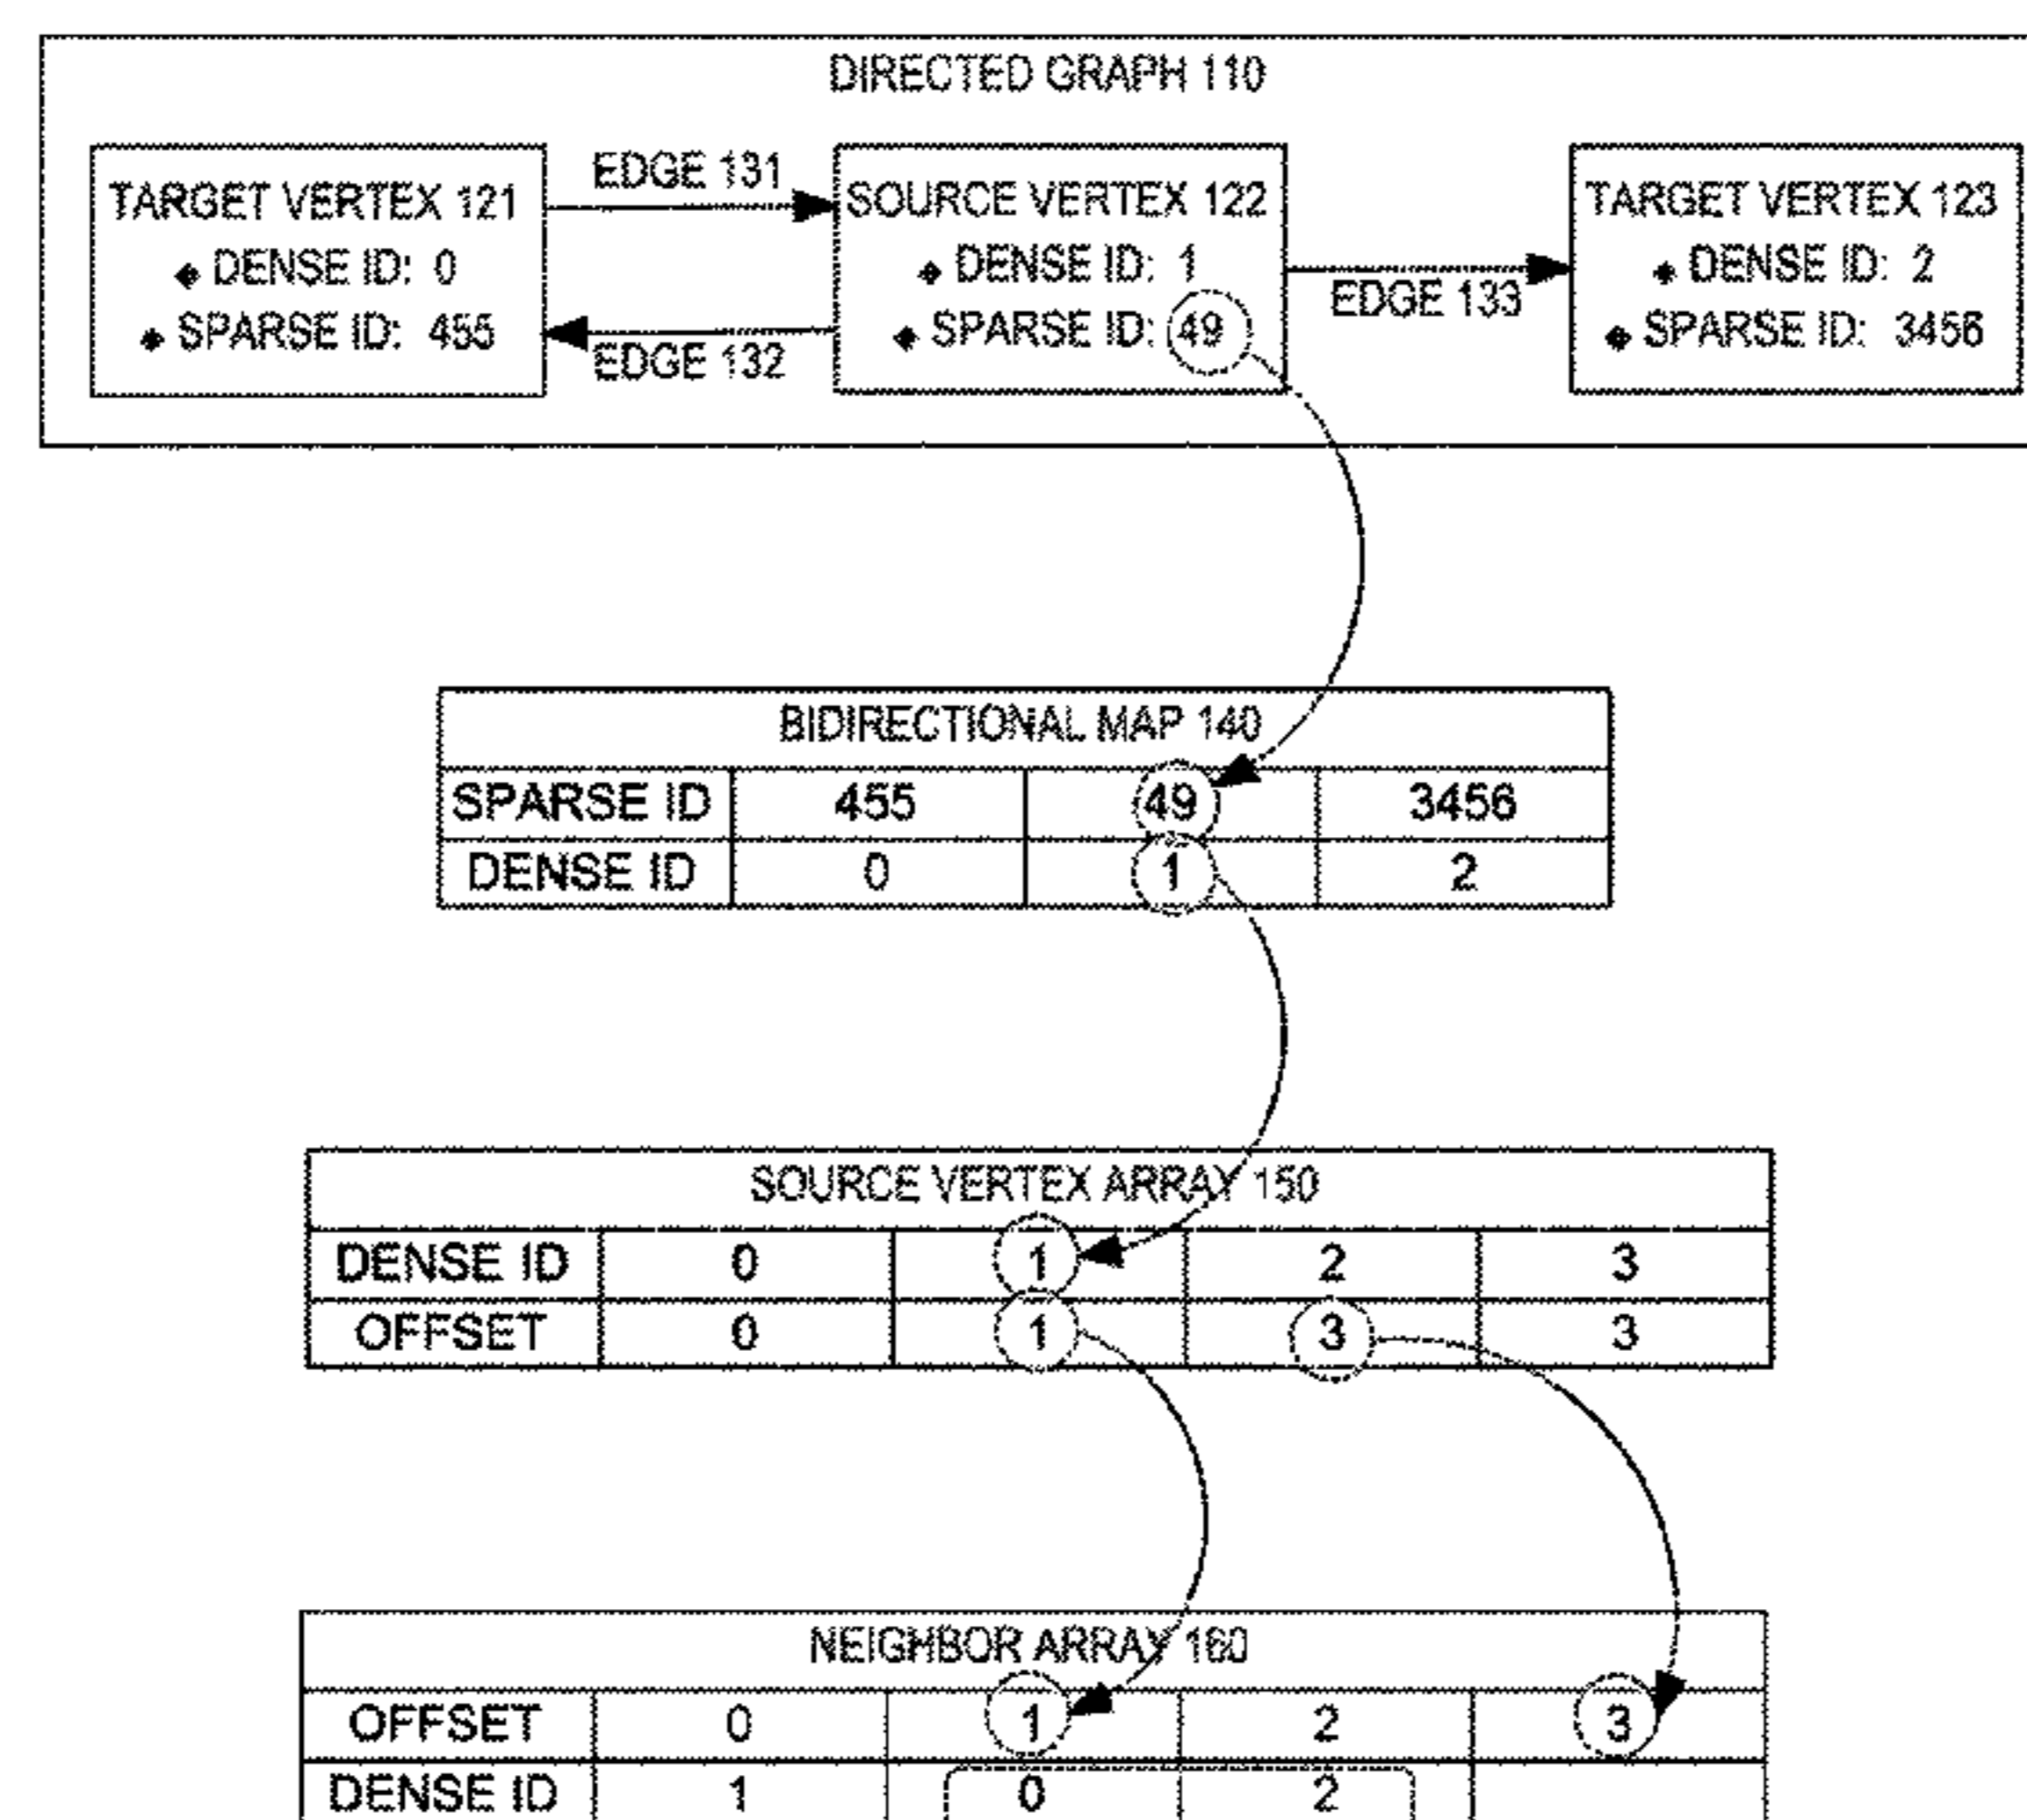 DIRECTED GRAPH 110
TARGET VERTEX 121
◆ DENSE ID: 0
◆ SPARSE ID: 455
EDGE 131
EDGE 132
SOURCE VERTEX 122
◆ DENSE ID: 1
◆ SPARSE ID: 49
EDGE 133
TARGET VERTEX 123
◆ DENSE ID: 2
◆ SPARSE ID: 3456
BIDIRECTIONAL MAP 140
SPARSE ID 455 49 3456
DENSE ID 0 1 2
SOURCE VERTEX ARRAY 150
DENSE ID 0 1 2 3
OFFSET 0 1 3 3
NEIGHBOR ARRAY 160
OFFSET 0 1 2 3
DENSE ID 1 0 2